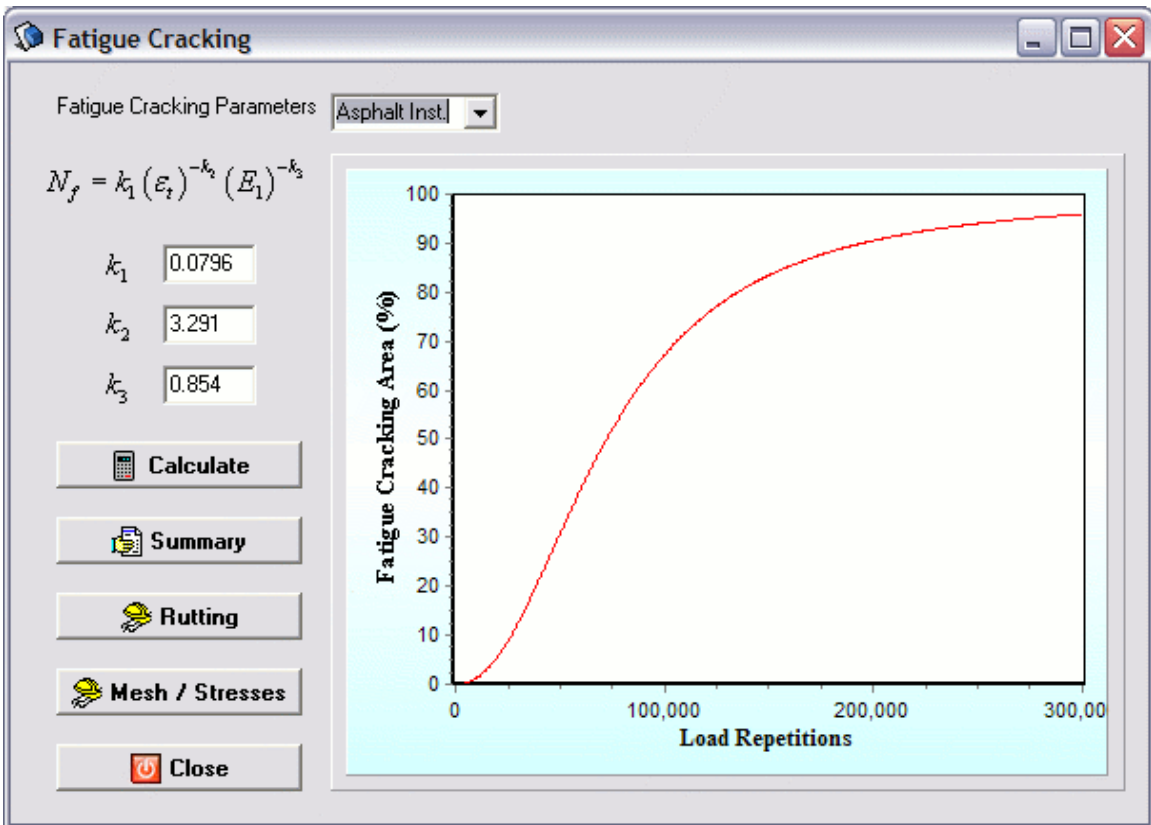 Fatigue Cracking
Fatigue Cracking Parameters Asphalt Inst.
N_f = k_1 (ε_t)^{-k_2} (E_1)^{-k_3}
k_1 0.0796
k_2 3.291
k_3 0.854
Calculate
Summary
Rutting
Mesh / Stresses
Close
Fatigue Cracking Area (%)
100
90
80
70
60
50
40
30
20
10
0
0 100,000 200,000 300,00
Load Repetitions